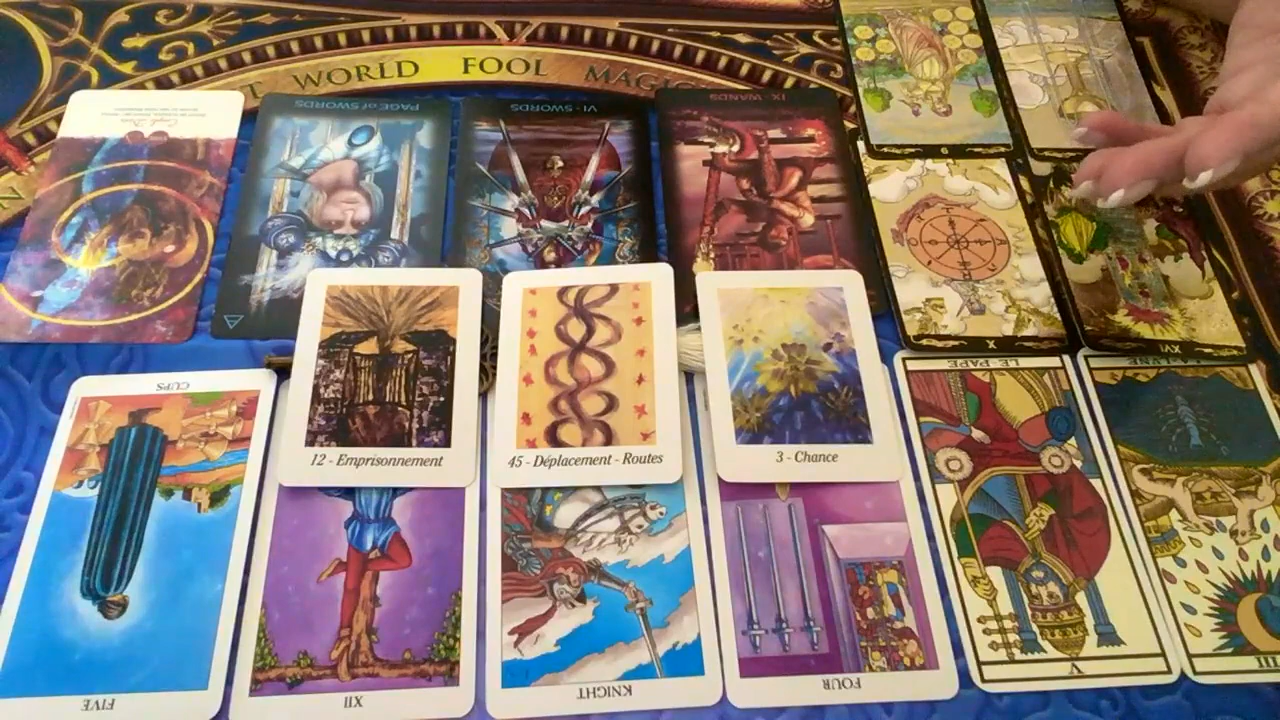 WORLD FOOL MAGIC
PAGE of SWORDS
VI - SWORDS
IX - WANDS
9
X
XVI
12 - Emprisonnement
45 - Déplacement - Routes
3 - Chance
CUPS
LE PAPE
FIVE
XII
KNIGHT
FOUR
V